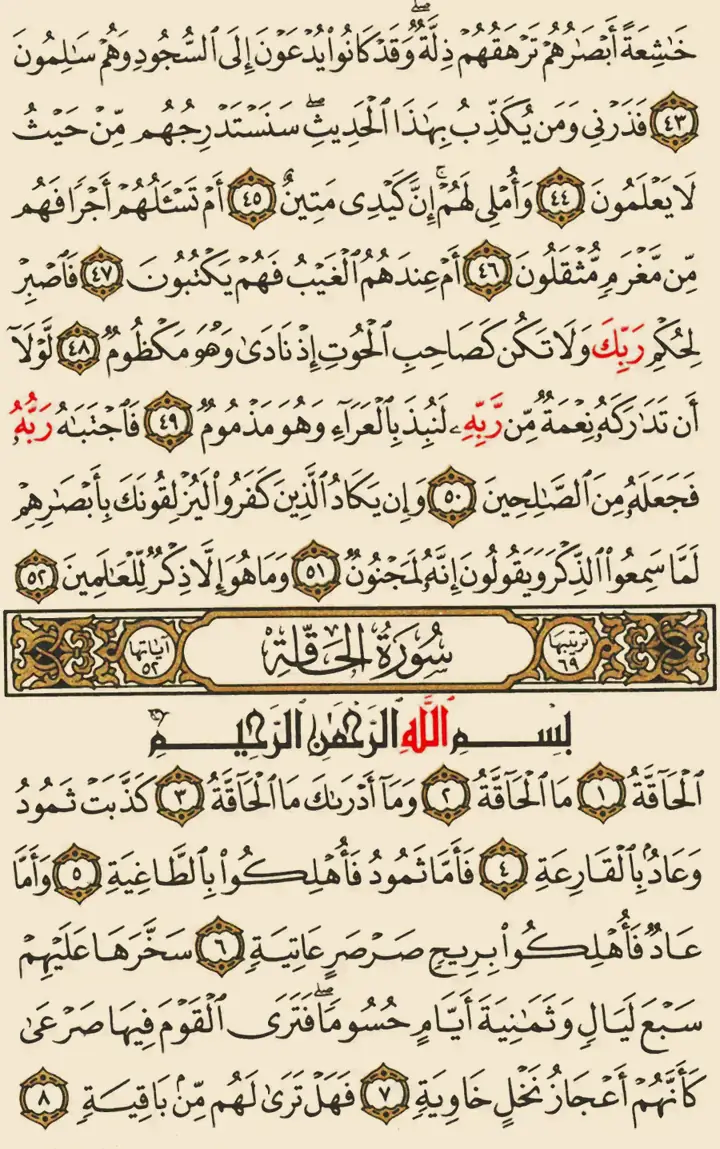 خَٰشِعَةً أَبْصَٰرُهُمْ تَرْهَقُهُمْ ذِلَّةٌۖ وَقَدْ كَانُوا۟ يُدْعَوْنَ إِلَى ٱلسُّجُودِ وَهُمْ سَٰلِمُونَ
٤٣ فَذَرْنِى وَمَن يُكَذِّبُ بِهَٰذَا ٱلْحَدِيثِۖ سَنَسْتَدْرِجُهُم مِّنْ حَيْثُ
لَا يَعْلَمُونَ ٤٤ وَأُمْلِى لَهُمْۚ إِنَّ كَيْدِى مَتِينٌ ٤٥ أَمْ تَسْـَٔلُهُمْ أَجْرًا فَهُم
مِّن مَّغْرَمٍ مُّثْقَلُونَ ٤٦ أَمْ عِندَهُمُ ٱلْغَيْبُ فَهُمْ يَكْتُبُونَ ٤٧ فَٱصْبِرْ
لِحُكْمِ رَبِّكَ وَلَا تَكُن كَصَاحِبِ ٱلْحُوتِ إِذْ نَادَىٰ وَهُوَ مَكْظُومٌ ٤٨ لَّوْلَآ
أَن تَدَٰرَكَهُۥ نِعْمَةٌ مِّن رَّبِّهِۦ لَنُبِذَ بِٱلْعَرَآءِ وَهُوَ مَذْمُومٌ ٤٩ فَٱجْتَبَٰهُ رَبُّهُۥ
فَجَعَلَهُۥ مِنَ ٱلصَّٰلِحِينَ ٥٠ وَإِن يَكَادُ ٱلَّذِينَ كَفَرُوا۟ لَيُزْلِقُونَكَ بِأَبْصَٰرِهِمْ
لَمَّا سَمِعُوا۟ ٱلذِّكْرَ وَيَقُولُونَ إِنَّهُۥ لَمَجْنُونٌ ٥١ وَمَا هُوَ إِلَّا ذِكْرٌ لِّلْعَٰلَمِينَ ٥٢
ترتيبها ٦٩ سُورَةُ الحَاقَّةِ آياتها ٥٢
بِسْمِ ٱللَّهِ ٱلرَّحْمَٰنِ ٱلرَّحِيمِ
ٱلْحَآقَّةُ ١ مَا ٱلْحَآقَّةُ ٢ وَمَآ أَدْرَىٰكَ مَا ٱلْحَآقَّةُ ٣ كَذَّبَتْ ثَمُودُ
وَعَادٌۢ بِٱلْقَارِعَةِ ٤ فَأَمَّا ثَمُودُ فَأُهْلِكُوا۟ بِٱلطَّاغِيَةِ ٥ وَأَمَّا
عَادٌ فَأُهْلِكُوا۟ بِرِيحٍ صَرْصَرٍ عَاتِيَةٍ ٦ سَخَّرَهَا عَلَيْهِمْ
سَبْعَ لَيَالٍ وَثَمَٰنِيَةَ أَيَّامٍ حُسُومًاۖ فَتَرَى ٱلْقَوْمَ فِيهَا صَرْعَىٰ
كَأَنَّهُمْ أَعْجَازُ نَخْلٍ خَاوِيَةٍ ٧ فَهَلْ تَرَىٰ لَهُم مِّنۢ بَاقِيَةٍ ٨